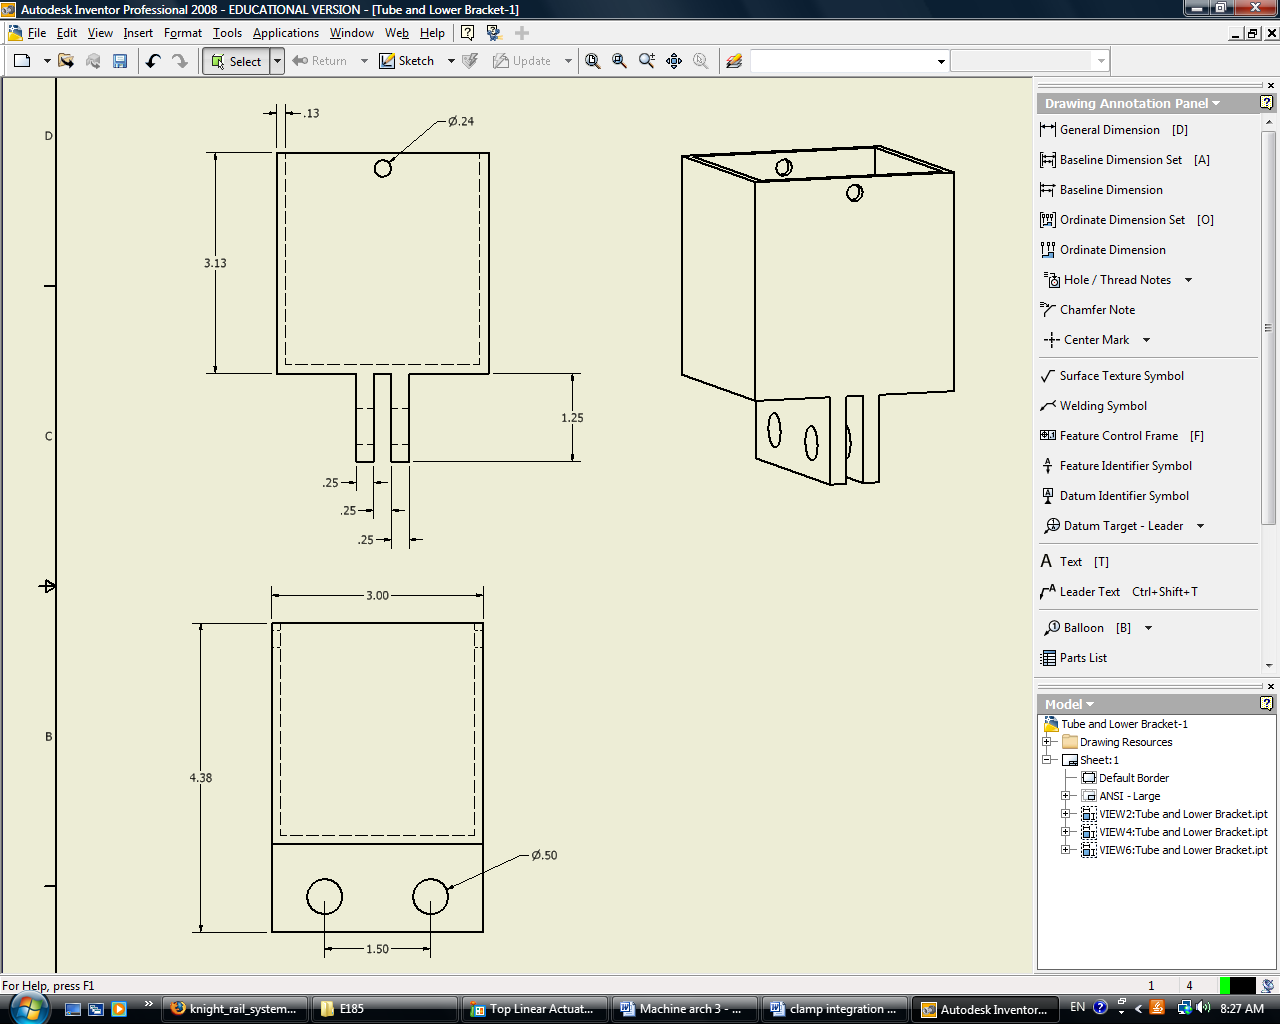 Autodesk Inventor Professional 2008 - EDUCATIONAL VERSION - [Tube and Lower Bracket-1]
File Edit View Insert Format Tools Applications Window Web Help
Select Return Sketch Update
D
C
B
.13
Ø.24
3.13
1.25
.25
.25
.25
3.00
4.38
Ø.50
1.50
Drawing Annotation Panel
General Dimension [D]
Baseline Dimension Set [A]
Baseline Dimension
Ordinate Dimension Set [O]
Ordinate Dimension
Hole / Thread Notes
Chamfer Note
Center Mark
Surface Texture Symbol
Welding Symbol
Feature Control Frame [F]
Feature Identifier Symbol
Datum Identifier Symbol
Datum Target - Leader
Text [T]
Leader Text Ctrl+Shift+T
Balloon [B]
Parts List
Model
Tube and Lower Bracket-1
Drawing Resources
Sheet:1
Default Border
ANSI - Large
VIEW2:Tube and Lower Bracket.ipt
VIEW4:Tube and Lower Bracket.ipt
VIEW6:Tube and Lower Bracket.ipt
For Help, press F1
1 4
knight_rail_system... E185 Top Linear Actuat... Machine arch 3 - ... clamp integration ... Autodesk Inventor... EN 8:27 AM